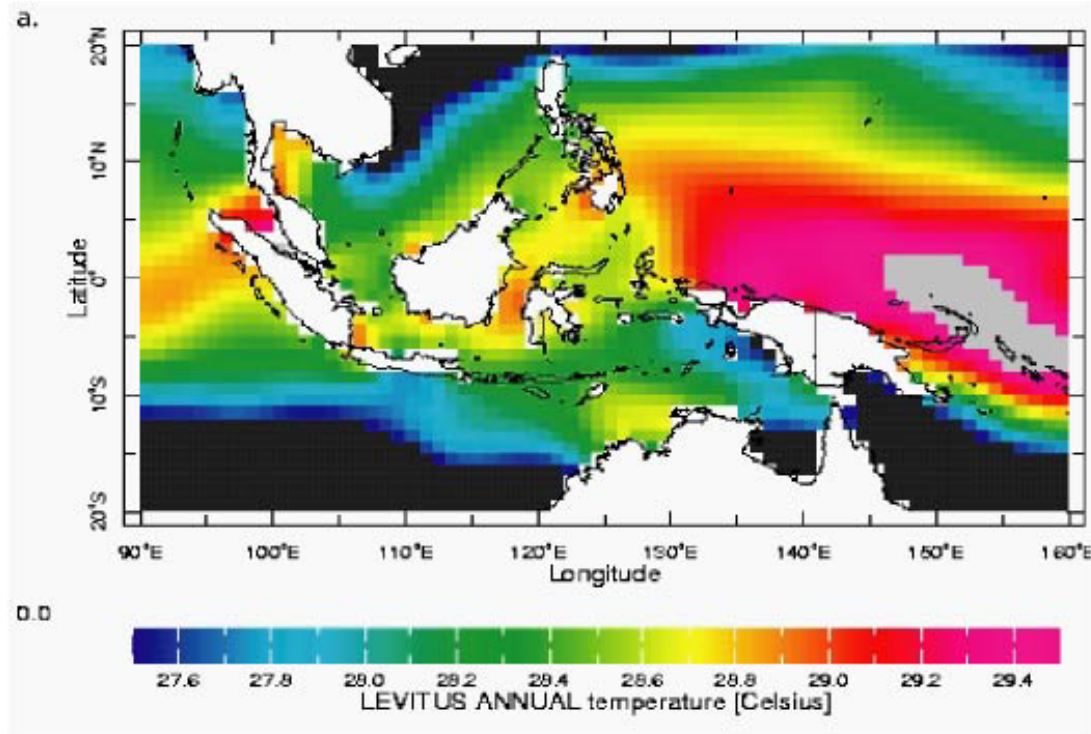 a.
20°N
10°N
0°
10°S
20°S
Latitude
90°E 100°E 110°E 120°E 130°E 140°E 150°E 160°E
Longitude
0.0
27.6 27.8 28.0 28.2 28.4 28.6 28.8 29.0 29.2 29.4
LEVITUS ANNUAL temperature [Celsius]